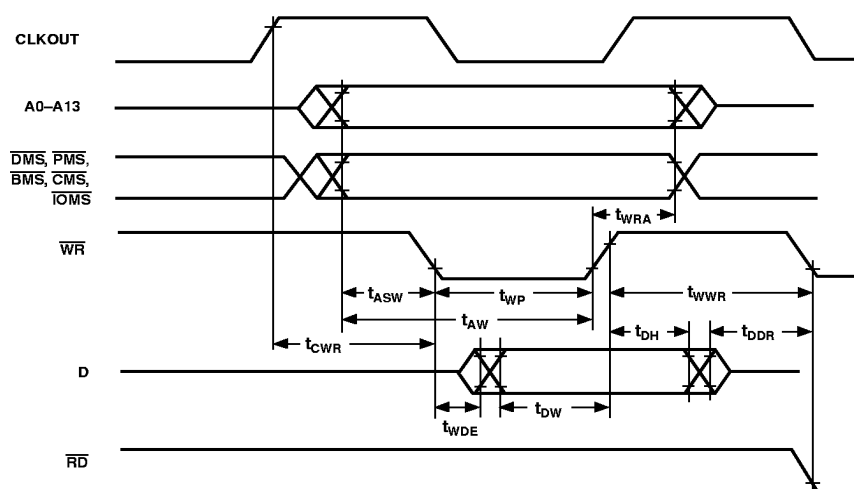 CLKOUT
A0–A13
DMS, PMS,
BMS, CMS,
IOMS
tWRA
WR
tASW
tWP
tWWR
tAW
tCWR
tDH
tDDR
D
tWDE
tDW
RD